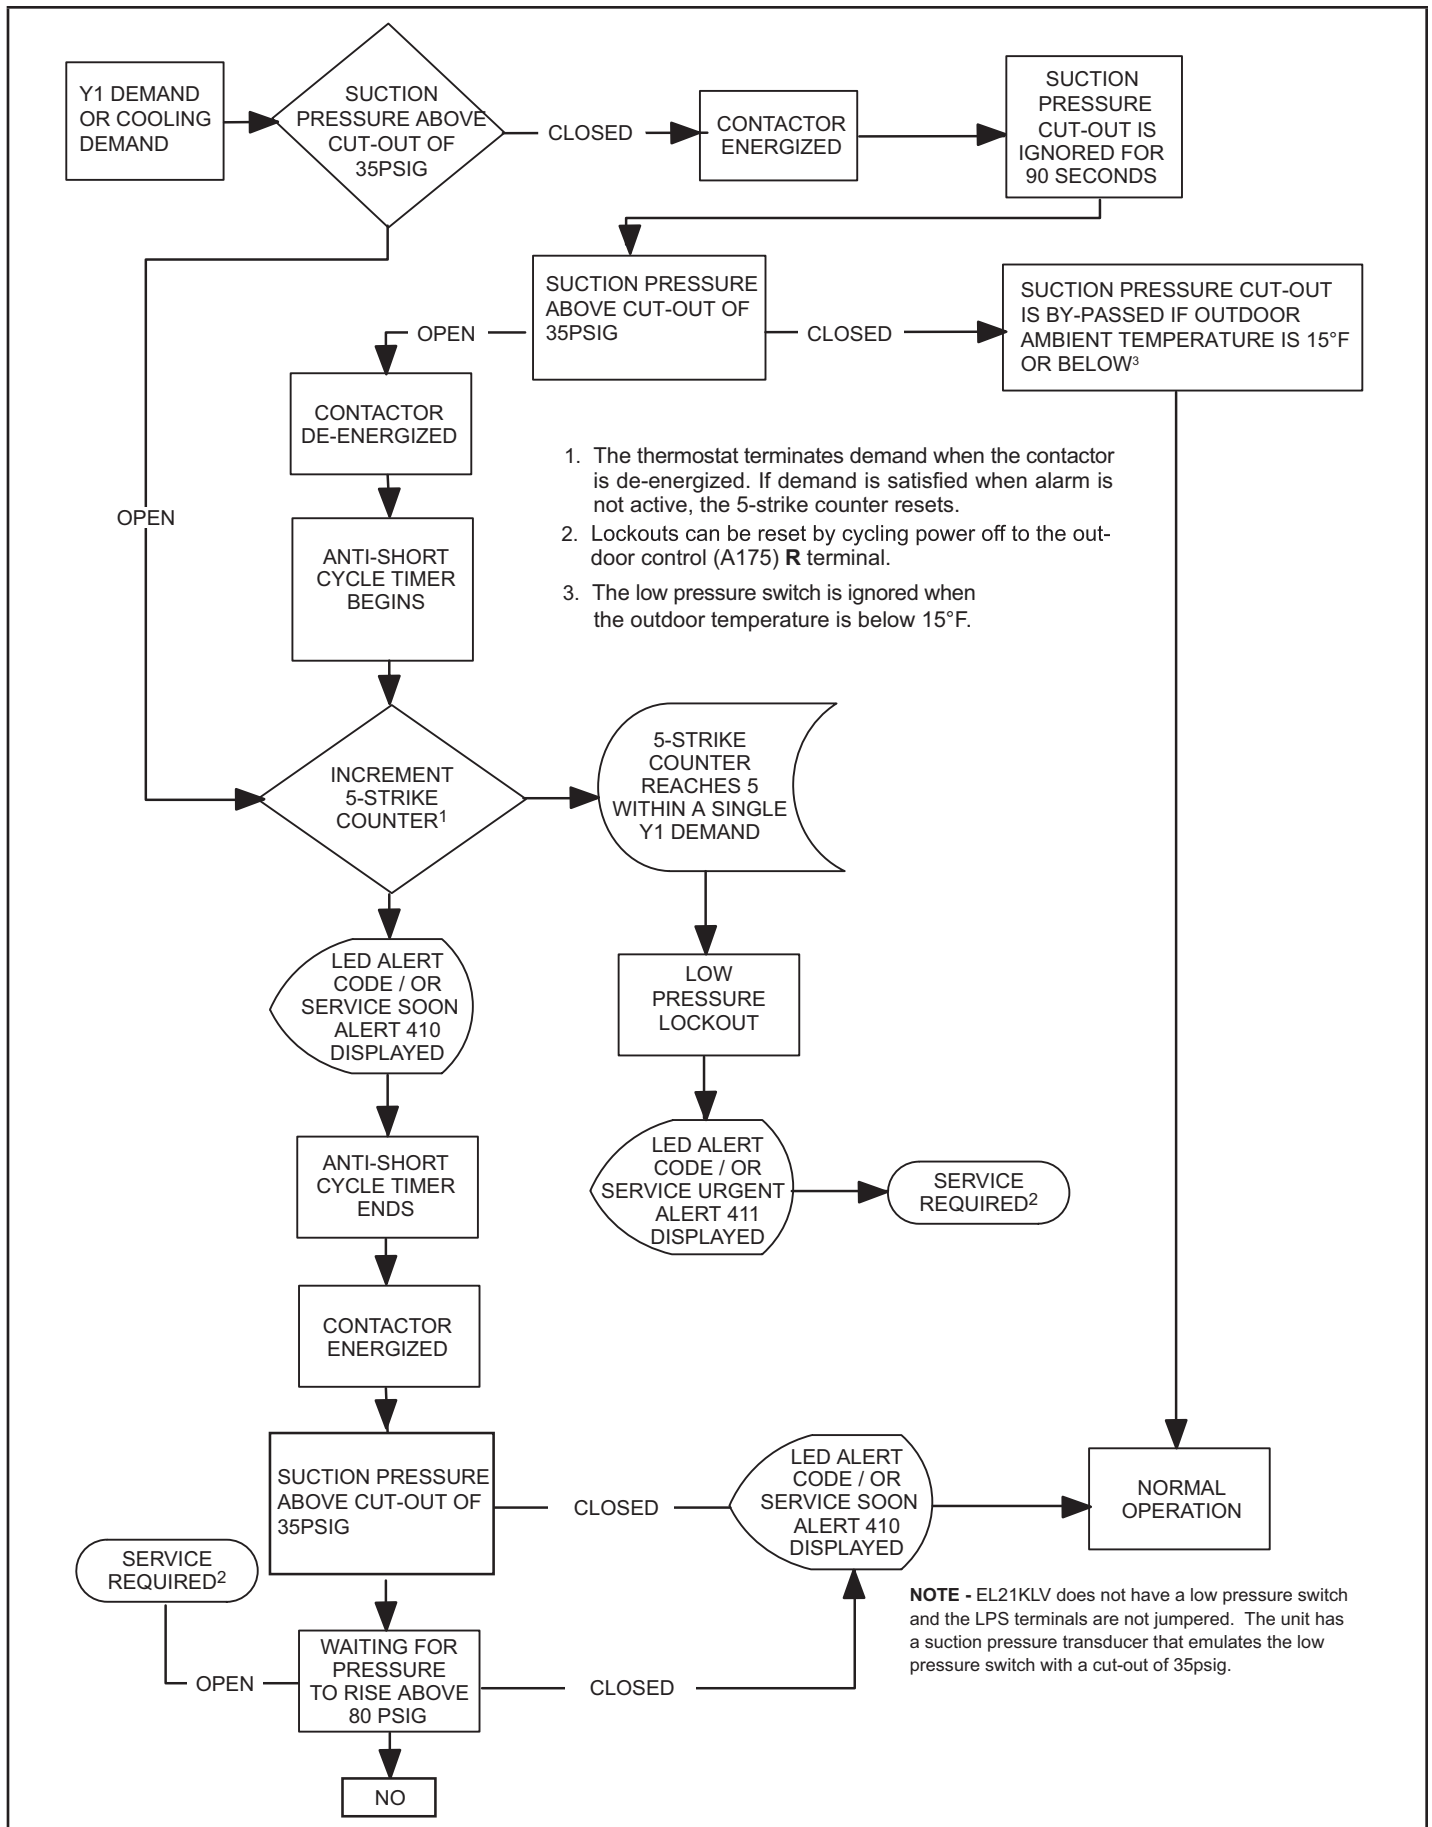 Y1 DEMAND
OR COOLING
DEMAND
SUCTION
PRESSURE ABOVE
CUT-OUT OF
35PSIG
CLOSED
CONTACTOR
ENERGIZED
SUCTION
PRESSURE
CUT-OUT IS
IGNORED FOR
90 SECONDS
SUCTION PRESSURE
ABOVE CUT-OUT OF
35PSIG
OPEN
CLOSED
SUCTION PRESSURE CUT-OUT
IS BY-PASSED IF OUTDOOR
AMBIENT TEMPERATURE IS 15°F
OR BELOW3
CONTACTOR
DE-ENERGIZED
1. The thermostat terminates demand when the contactor
is de-energized. If demand is satisfied when alarm is
not active, the 5-strike counter resets.
2. Lockouts can be reset by cycling power off to the out-
door control (A175) R terminal.
3. The low pressure switch is ignored when
the outdoor temperature is below 15°F.
OPEN
ANTI-SHORT
CYCLE TIMER
BEGINS
INCREMENT
5-STRIKE
COUNTER1
5-STRIKE
COUNTER
REACHES 5
WITHIN A SINGLE
Y1 DEMAND
LED ALERT
CODE / OR
SERVICE SOON
ALERT 410
DISPLAYED
LOW
PRESSURE
LOCKOUT
ANTI-SHORT
CYCLE TIMER
ENDS
LED ALERT
CODE / OR
SERVICE URGENT
ALERT 411
DISPLAYED
SERVICE
REQUIRED2
CONTACTOR
ENERGIZED
SUCTION PRESSURE
ABOVE CUT-OUT OF
35PSIG
CLOSED
LED ALERT
CODE / OR
SERVICE SOON
ALERT 410
DISPLAYED
NORMAL
OPERATION
SERVICE
REQUIRED2
OPEN
WAITING FOR
PRESSURE
TO RISE ABOVE
80 PSIG
CLOSED
NOTE - EL21KLV does not have a low pressure switch
and the LPS terminals are not jumpered. The unit has
a suction pressure transducer that emulates the low
pressure switch with a cut-out of 35psig.
NO